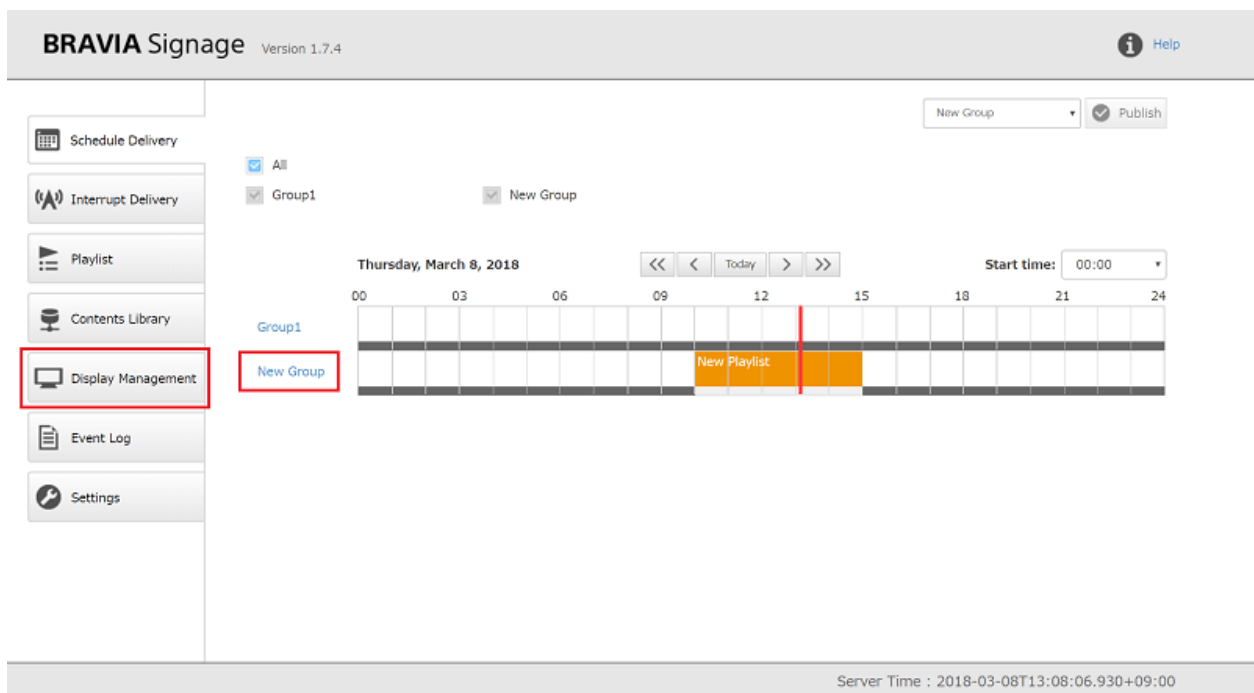 BRAVIA Signage Version 1.7.4
Help
New Group
Publish
Schedule Delivery
All
Interrupt Delivery
Group1
New Group
Playlist
Thursday, March 8, 2018
Today
Start time: 00:00
00 03 06 09 12 15 18 21 24
Contents Library
Group1
Display Management
New Group
New Playlist
Event Log
Settings
Server Time : 2018-03-08T13:08:06.930+09:00